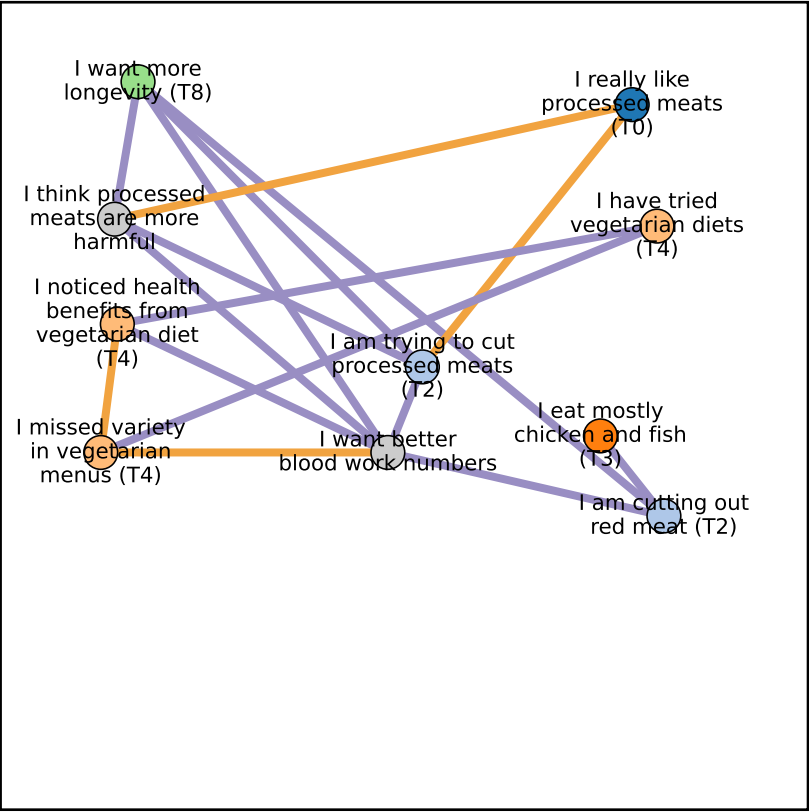 I want more
longevity (T8)
I really like
processed meats
(T0)
I think processed
meats are more
harmful
I have tried
vegetarian diets
(T4)
I noticed health
benefits from
vegetarian diet
(T4)
I am trying to cut
processed meats
(T2)
I eat mostly
chicken and fish
(T3)
I missed variety
in vegetarian
menus (T4)
I want better
blood work numbers
I am cutting out
red meat (T2)